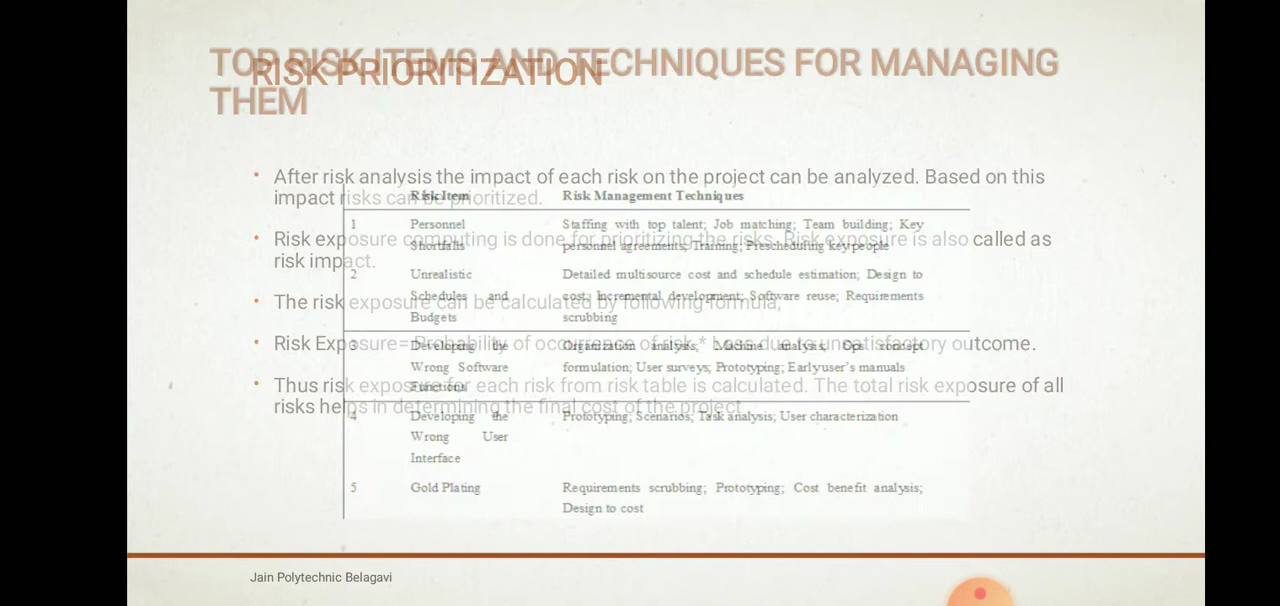 TOP RISK ITEMS AND TECHNIQUES FOR MANAGING
THEM
RISK PRIORITIZATION
• After risk analysis the impact of each risk on the project can be analyzed. Based on this
impact risks can be prioritized.
• Risk exposure computing is done for prioritizing the risks. Risk exposure is also called as
risk impact.
• The risk exposure can be calculated by following formula,
• Risk Exposure= Probability of occurrence of risk * Loss due to unsatisfactory outcome.
• Thus risk exposure for each risk from risk table is calculated. The total risk exposure of all
risks helps in determining the final cost of the project.
Risk Item Risk Management Techniques
1 Personnel Staffing with top talent; Job matching; Team building; Key
Shortfalls personnel agreements; Training; Prescheduling key people
2 Unrealistic Detailed multisource cost and schedule estimation; Design to
Schedules and cost; Incremental development; Software reuse; Requirements
Budgets scrubbing
3 Developing the Organization analysis; Machine analysis; Ops concept
Wrong Software formulation; User surveys; Prototyping; Early user's manuals
Functions
4 Developing the Prototyping; Scenarios; Task analysis; User characterization
Wrong User
Interface
5 Gold Plating Requirements scrubbing; Prototyping; Cost benefit analysis;
Design to cost
Jain Polytechnic Belagavi